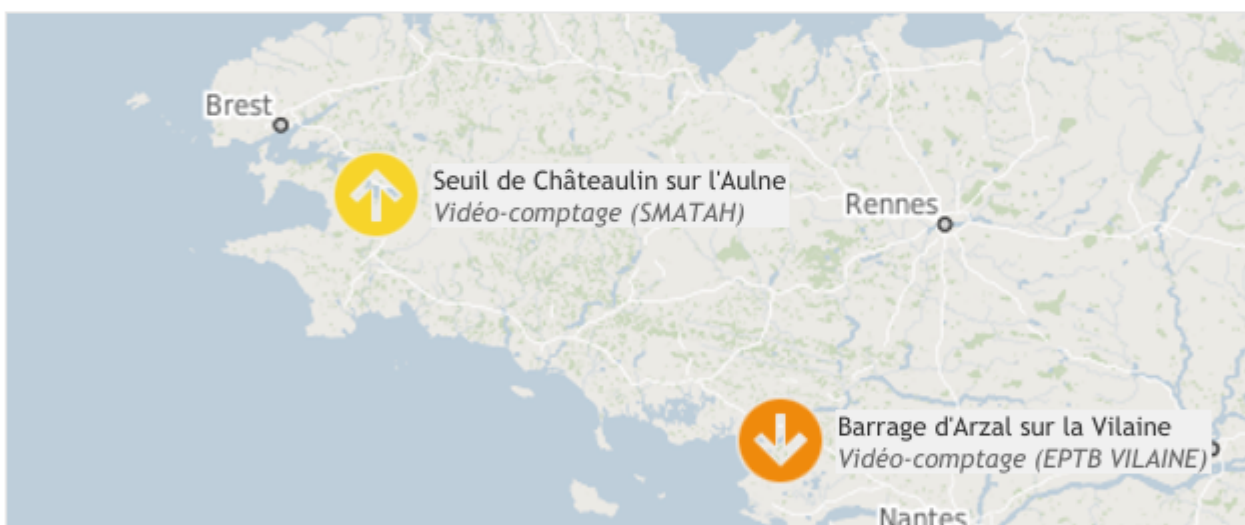 Brest
Seuil de Châteaulin sur l'Aulne
Vidéo-comptage (SMATAH)
Rennes
Barrage d'Arzal sur la Vilaine
Vidéo-comptage (EPTB VILAINE)
Nantes